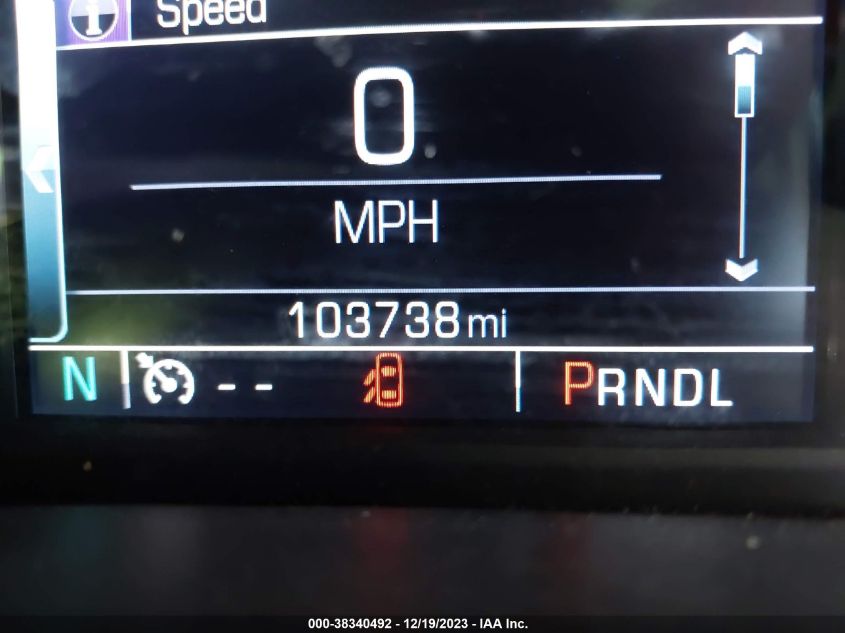 Speed
0
MPH
103738 mi
N -- PRNDL
000-38340492 - 12/19/2023 - IAA Inc.